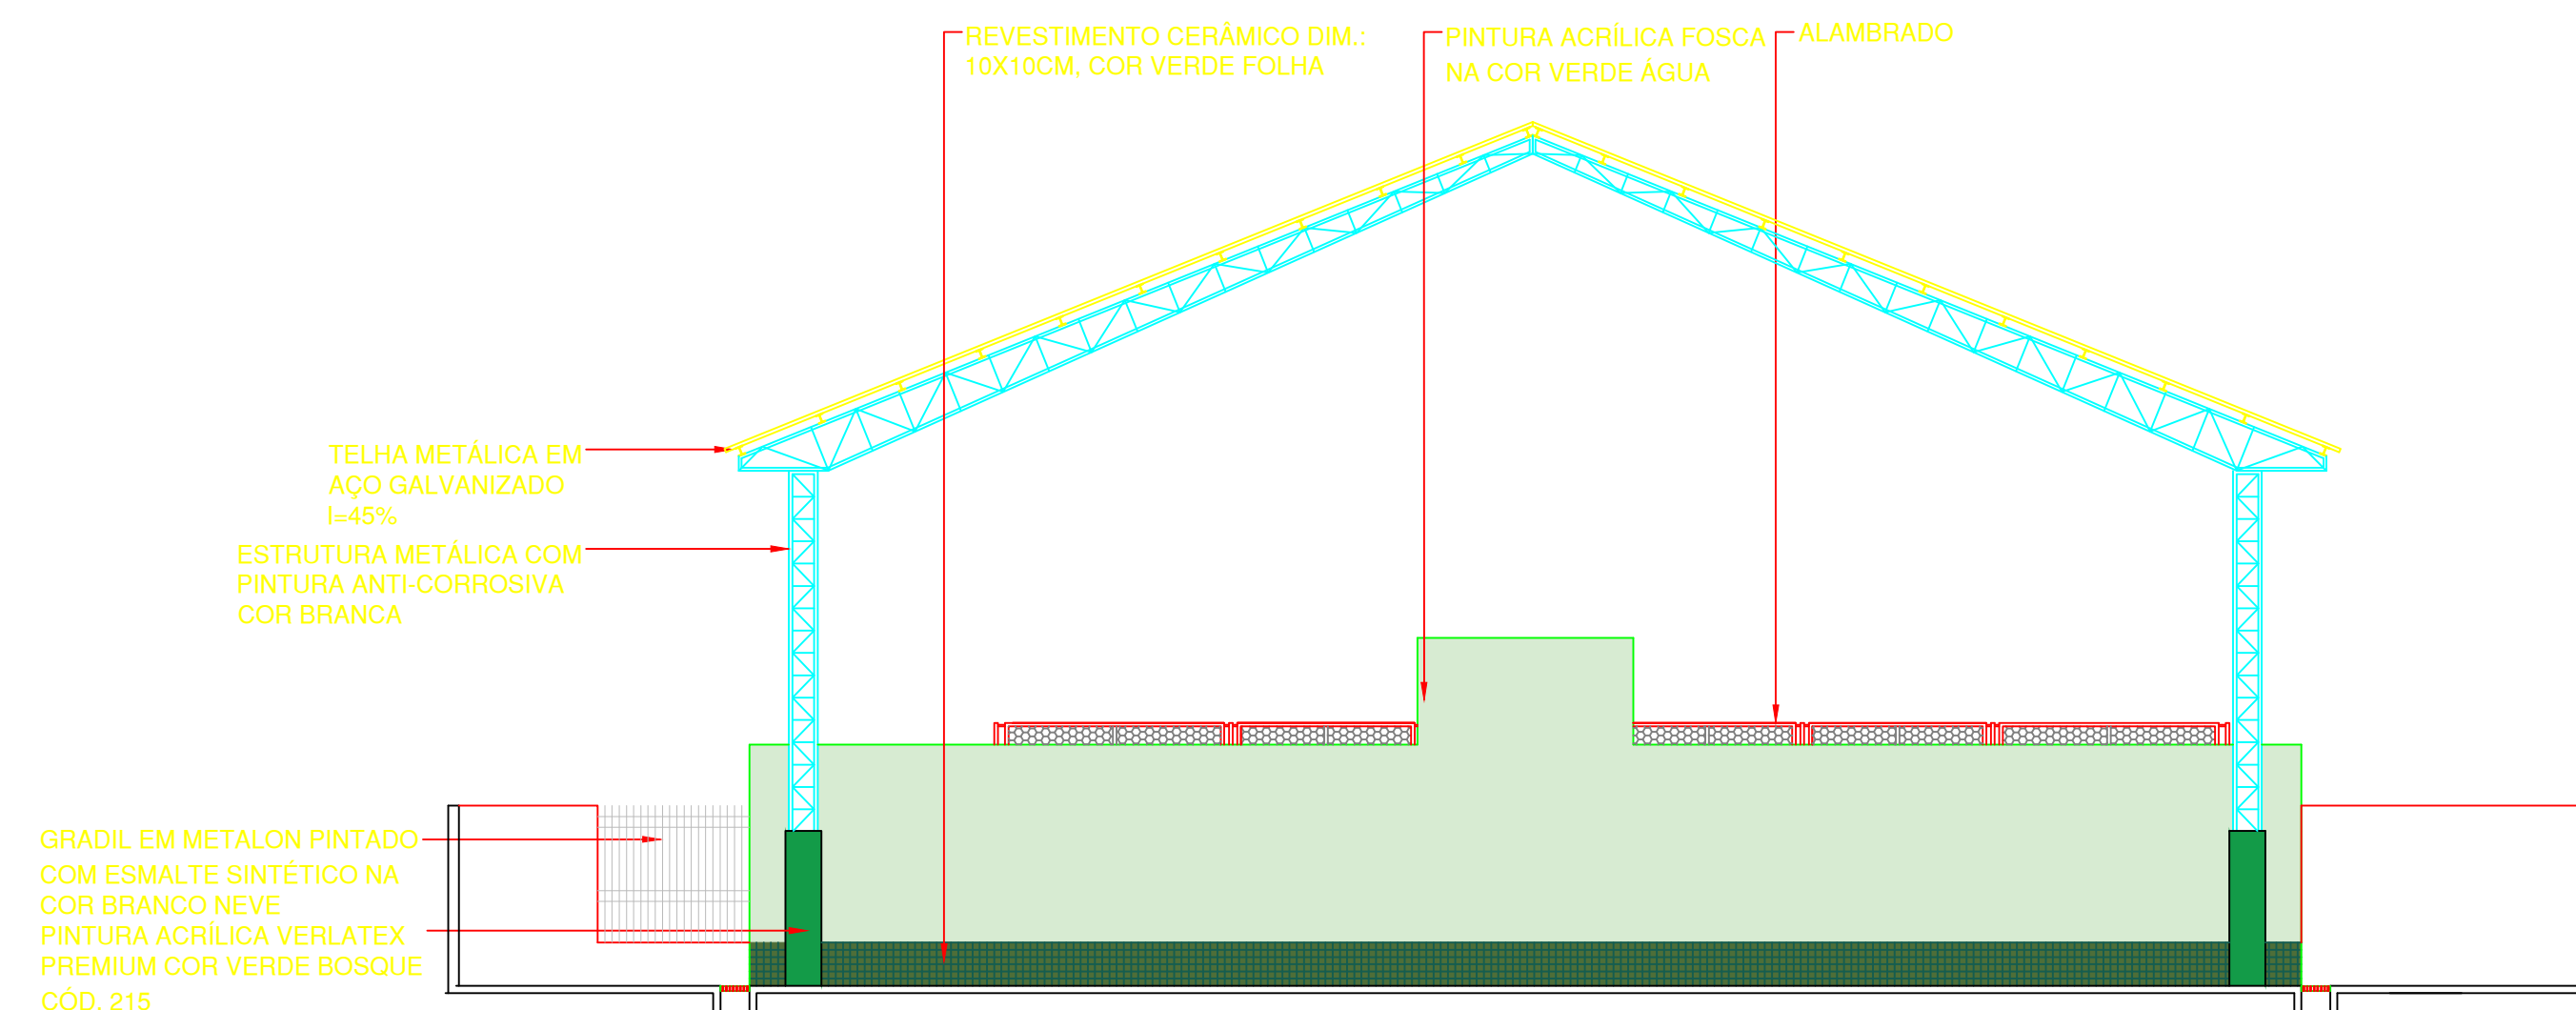 REVESTIMENTO CERÂMICO DIM.:
10X10CM, COR VERDE FOLHA
PINTURA ACRÍLICA FOSCA
NA COR VERDE ÁGUA
ALAMBRADO
TELHA METÁLICA EM
AÇO GALVANIZADO
I=45%
ESTRUTURA METÁLICA COM
PINTURA ANTI-CORROSIVA
COR BRANCA
GRADIL EM METALON PINTADO
COM ESMALTE SINTÉTICO NA
COR BRANCO NEVE
PINTURA ACRÍLICA VERLATEX
PREMIUM COR VERDE BOSQUE
CÓD. 215